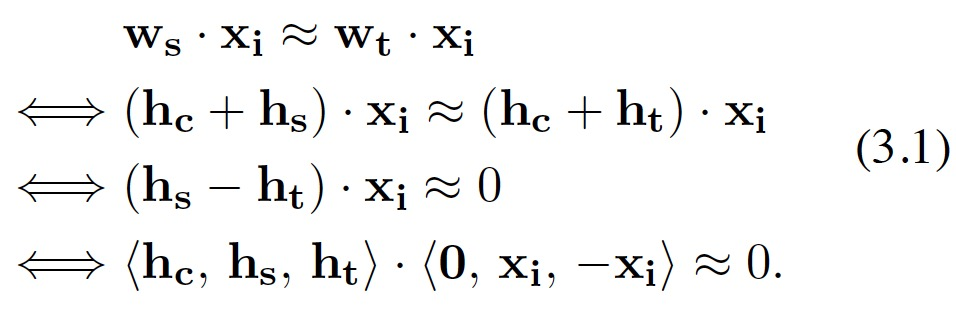 w_s · x_i ≈ w_t · x_i
⟺ (h_c + h_s) · x_i ≈ (h_c + h_t) · x_i
(3.1)
⟺ (h_s − h_t) · x_i ≈ 0
⟺ ⟨h_c, h_s, h_t⟩ · ⟨0, x_i, −x_i⟩ ≈ 0.